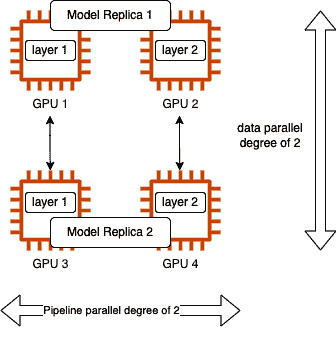 Model Replica 1
layer 1
layer 2
GPU 1
GPU 2
data parallel
degree of 2
layer 1
layer 2
Model Replica 2
GPU 3
GPU 4
Pipeline parallel degree of 2